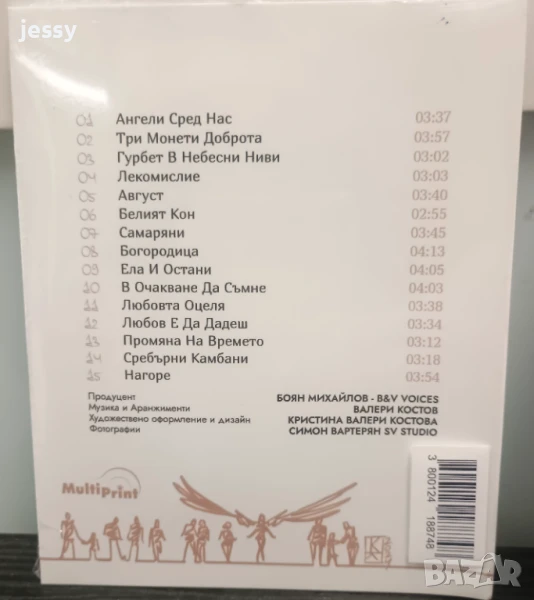 jessy
01 Ангели Сред Нас 03:37
02 Три Монети Доброта 03:57
03 Гурбет В Небесни Ниви 03:02
04 Лекомислие 03:03
05 Август 03:40
06 Белият Кон 02:55
07 Самаряни 03:45
08 Богородица 04:13
09 Ела И Остани 04:05
10 В Очакване Да Съмне 04:03
11 Любовта Оцеля 03:38
12 Любов Е Да Дадеш 03:34
13 Промяна На Времето 03:12
14 Сребърни Камбани 03:18
15 Нагоре 03:54
Продуцент БОЯН МИХАЙЛОВ - B&V VOICES
Музика и Аранжименти ВАЛЕРИ КОСТОВ
Художествено оформление и дизайн КРИСТИНА ВАЛЕРИ КОСТОВА
Фотографии СИМОН ВАРТЕРЯН SV STUDIO
Multiprint
3 800124 188748
BAZAR